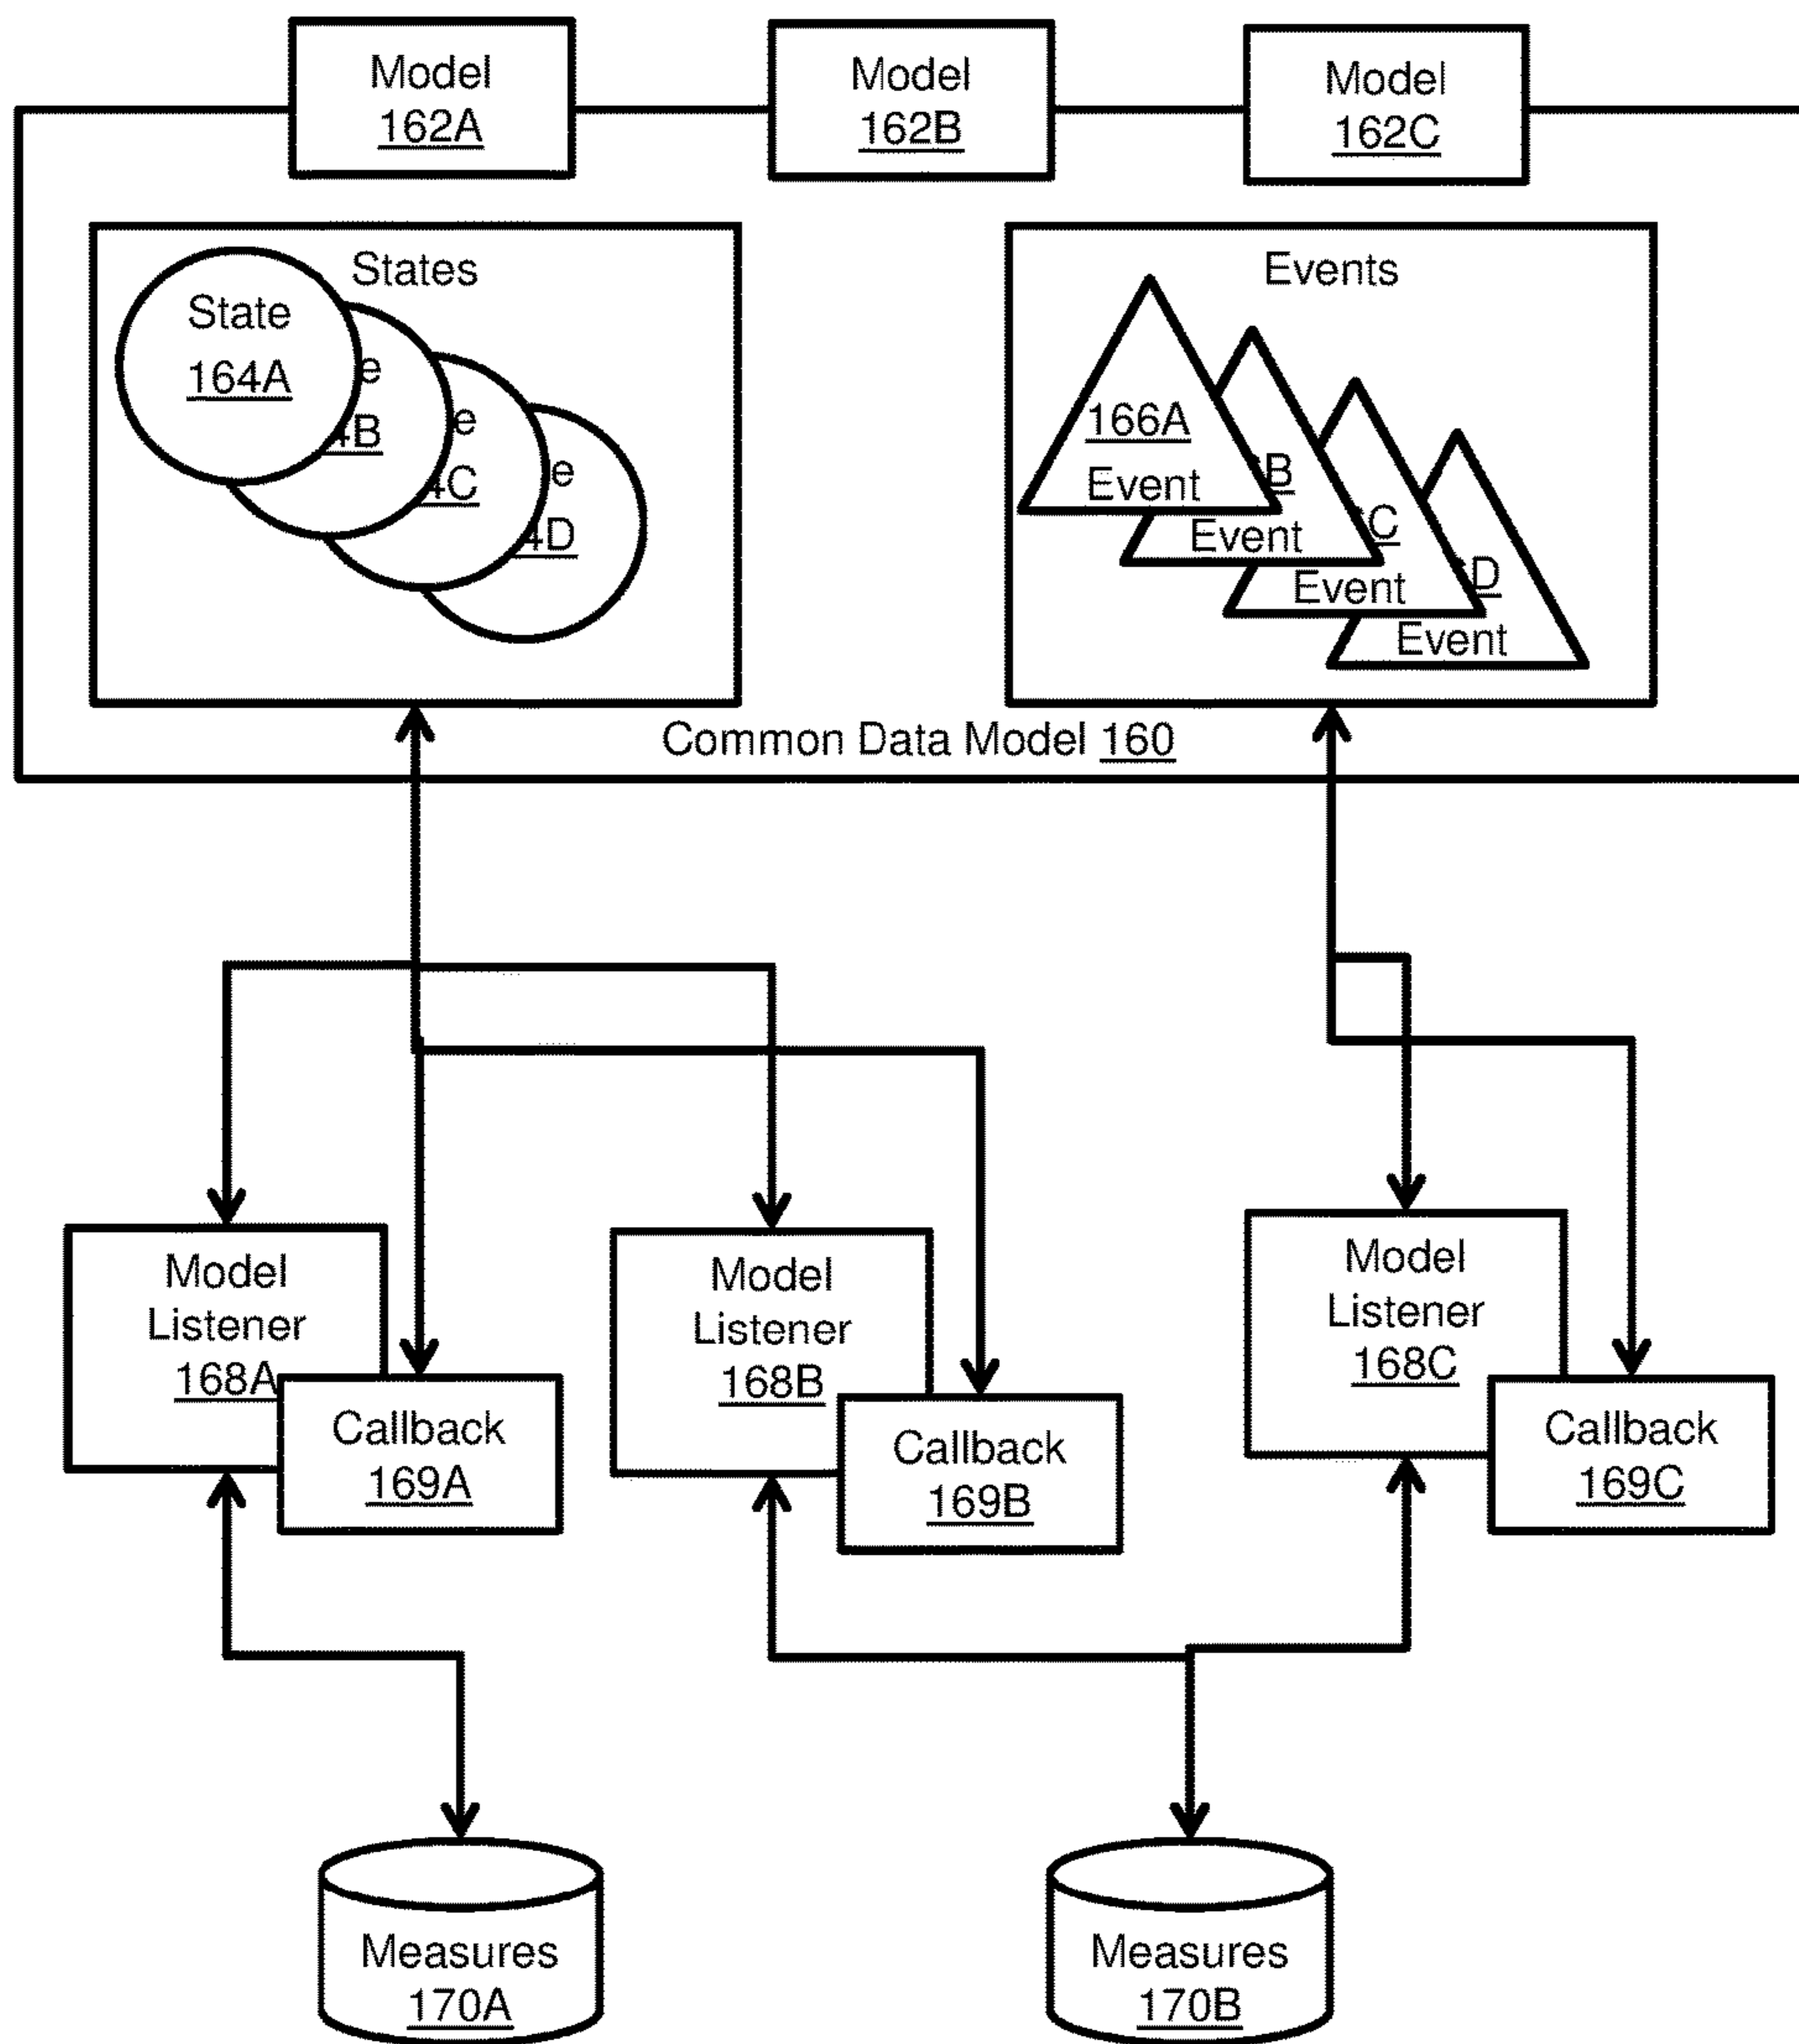 Model
162A
Model
162B
Model
162C
States
State
164A
e
4B
e
4C
e
4D
Events
166A
Event
B
Event
C
Event
D
Event
Common Data Model 160
Model
Listener
168A
Callback
169A
Model
Listener
168B
Callback
169B
Model
Listener
168C
Callback
169C
Measures
170A
Measures
170B